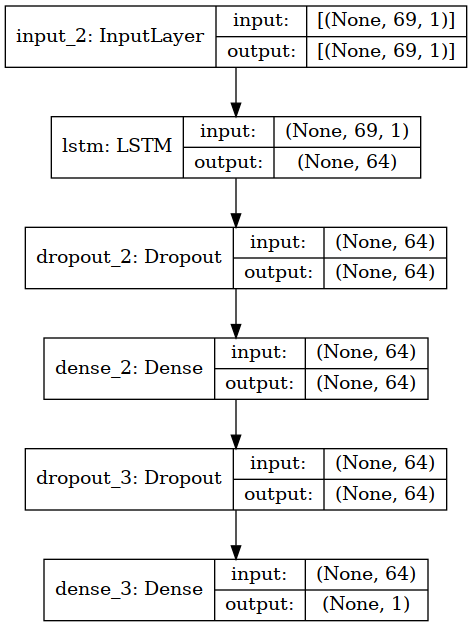 input_2: InputLayer
input: [(None, 69, 1)]
output: [(None, 69, 1)]
lstm: LSTM
input: (None, 69, 1)
output: (None, 64)
dropout_2: Dropout
input: (None, 64)
output: (None, 64)
dense_2: Dense
input: (None, 64)
output: (None, 64)
dropout_3: Dropout
input: (None, 64)
output: (None, 64)
dense_3: Dense
input: (None, 64)
output: (None, 1)